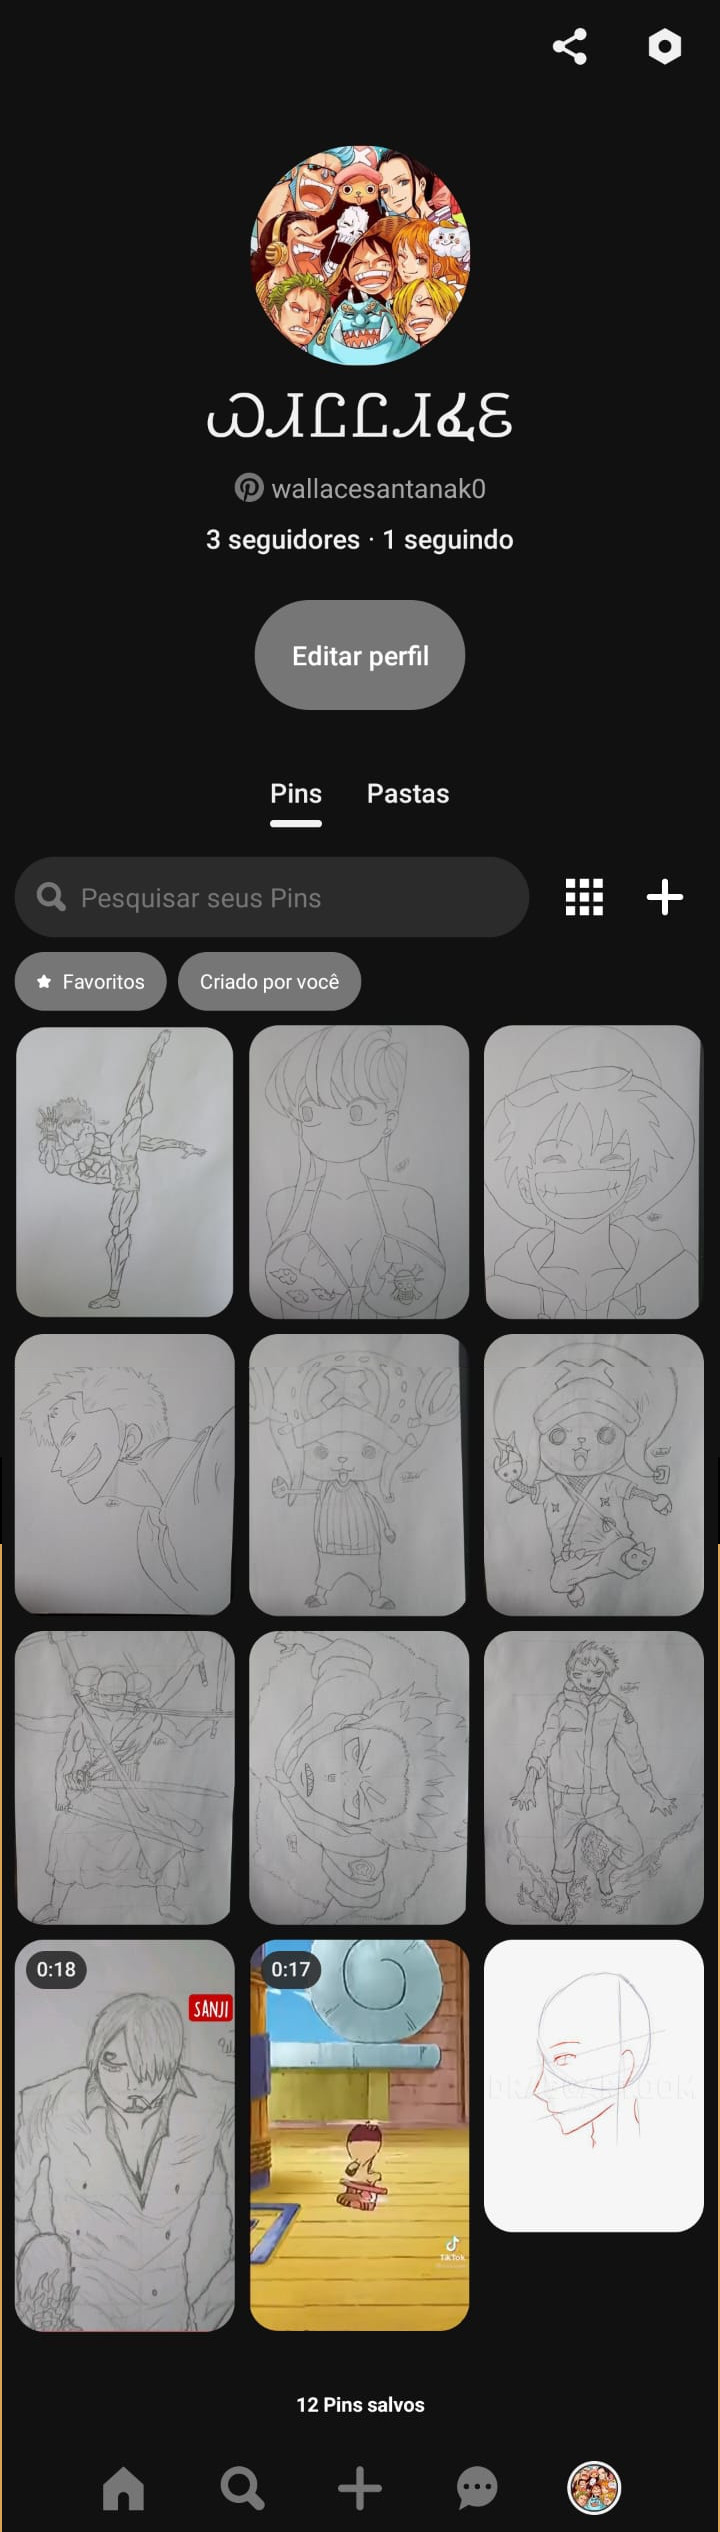 wallacesantanak0
3 seguidores · 1 seguindo
Editar perfil
Pins Pastas
Pesquisar seus Pins
Favoritos Criado por você
0:18
SANJI
0:17
TikTok
12 Pins salvos